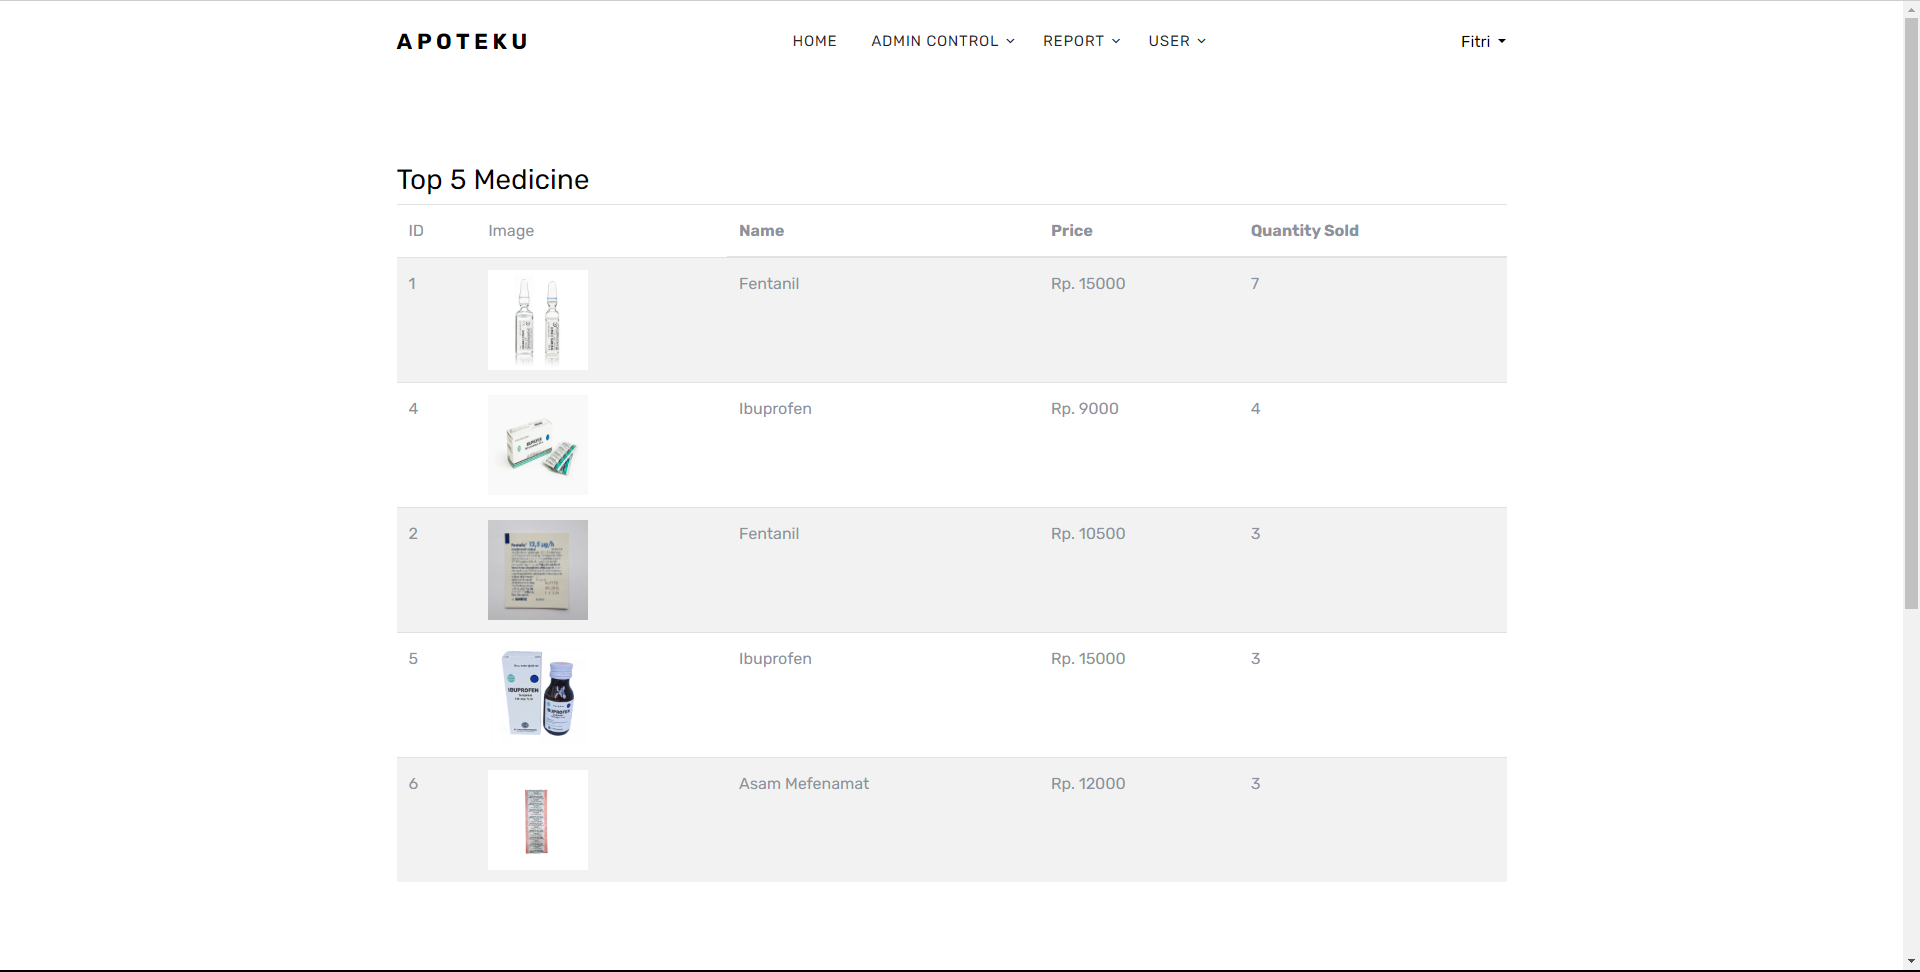 APOTEKU HOME ADMIN CONTROL REPORT USER Fitri
Top 5 Medicine
ID Image Name Price Quantity Sold
1 Fentanil Rp. 15000 7
4 Ibuprofen Rp. 9000 4
2 Fentanil Rp. 10500 3
5 Ibuprofen Rp. 15000 3
IBUPROFEN
IBUPROFEN
6 Asam Mefenamat Rp. 12000 3